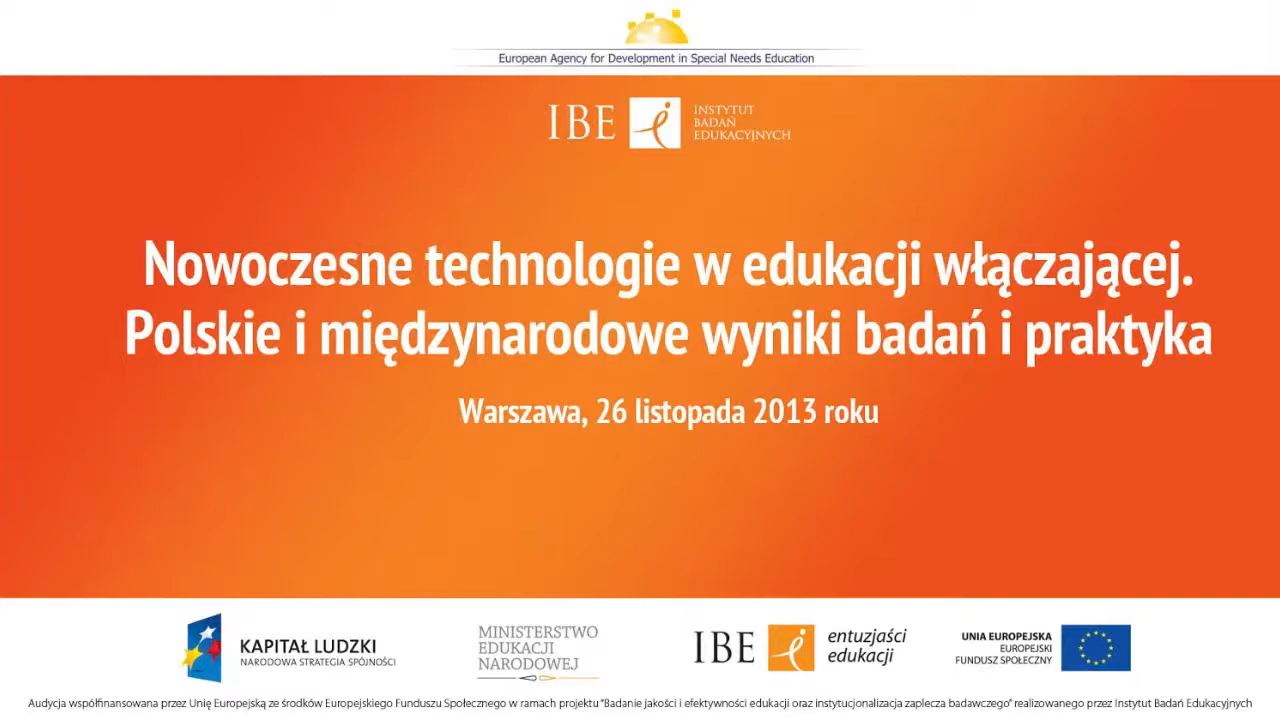 European Agency for Development in Special Needs Education
IBE
INSTYTUT
BADAŃ
EDUKACYJNYCH
Nowoczesne technologie w edukacji włączającej.
Polskie i międzynarodowe wyniki badań i praktyka
Warszawa, 26 listopada 2013 roku
KAPITAŁ LUDZKI
NARODOWA STRATEGIA SPÓJNOŚCI
MINISTERSTWO
EDUKACJI
NARODOWEJ
IBE
entuzjaści
edukacji
UNIA EUROPEJSKA
EUROPEJSKI
FUNDUSZ SPOŁECZNY
Audycja współfinansowana przez Unię Europejską ze środków Europejskiego Funduszu Społecznego w ramach projektu "Badanie jakości i efektywności edukacji oraz instytucjonalizacja zaplecza badawczego" realizowanego przez Instytut Badań Edukacyjnych